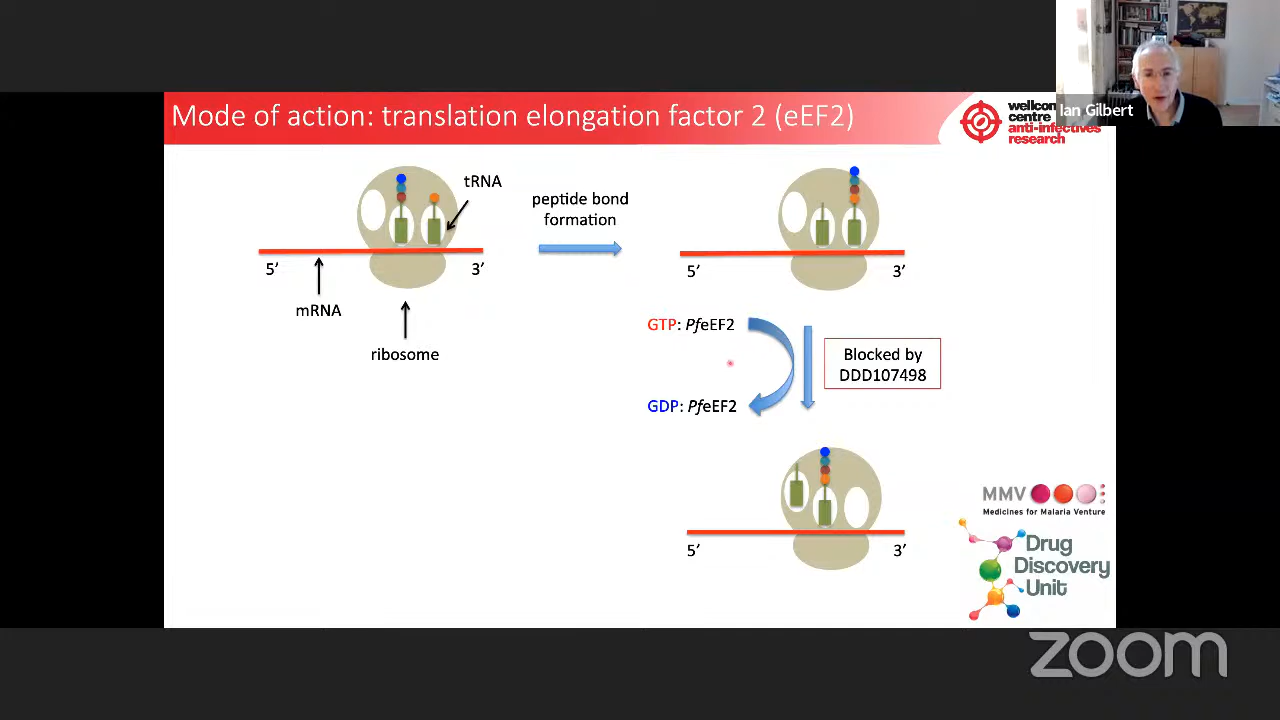 Mode of action: translation elongation factor 2 (eEF2)
wellcom
centre
anti-infectives
research
Ian Gilbert
tRNA
peptide bond
formation
5’
3’
5’
3’
mRNA
ribosome
GTP: PfeEF2
Blocked by
DDD107498
GDP: PfeEF2
5’
3’
MMV
Medicines for Malaria Venture
Drug
Discovery
Unit
zoom